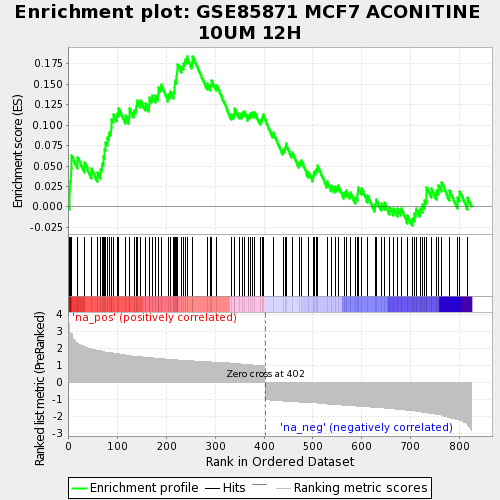 Enrichment plot: GSE85871 MCF7 ACONITINE
10UM 12H
Enrichment score (ES)
0.175
0.150
0.125
0.100
0.075
0.050
0.025
0.000
-0.025
'na_pos' (positively correlated)
Ranked list metric (PreRanked)
4
3
2
1
0
-1
-2
-3
Zero cross at 402
'na_neg' (negatively correlated)
0 100 200 300 400 500 600 700 800
Rank in Ordered Dataset
Enrichment profile Hits Ranking metric scores